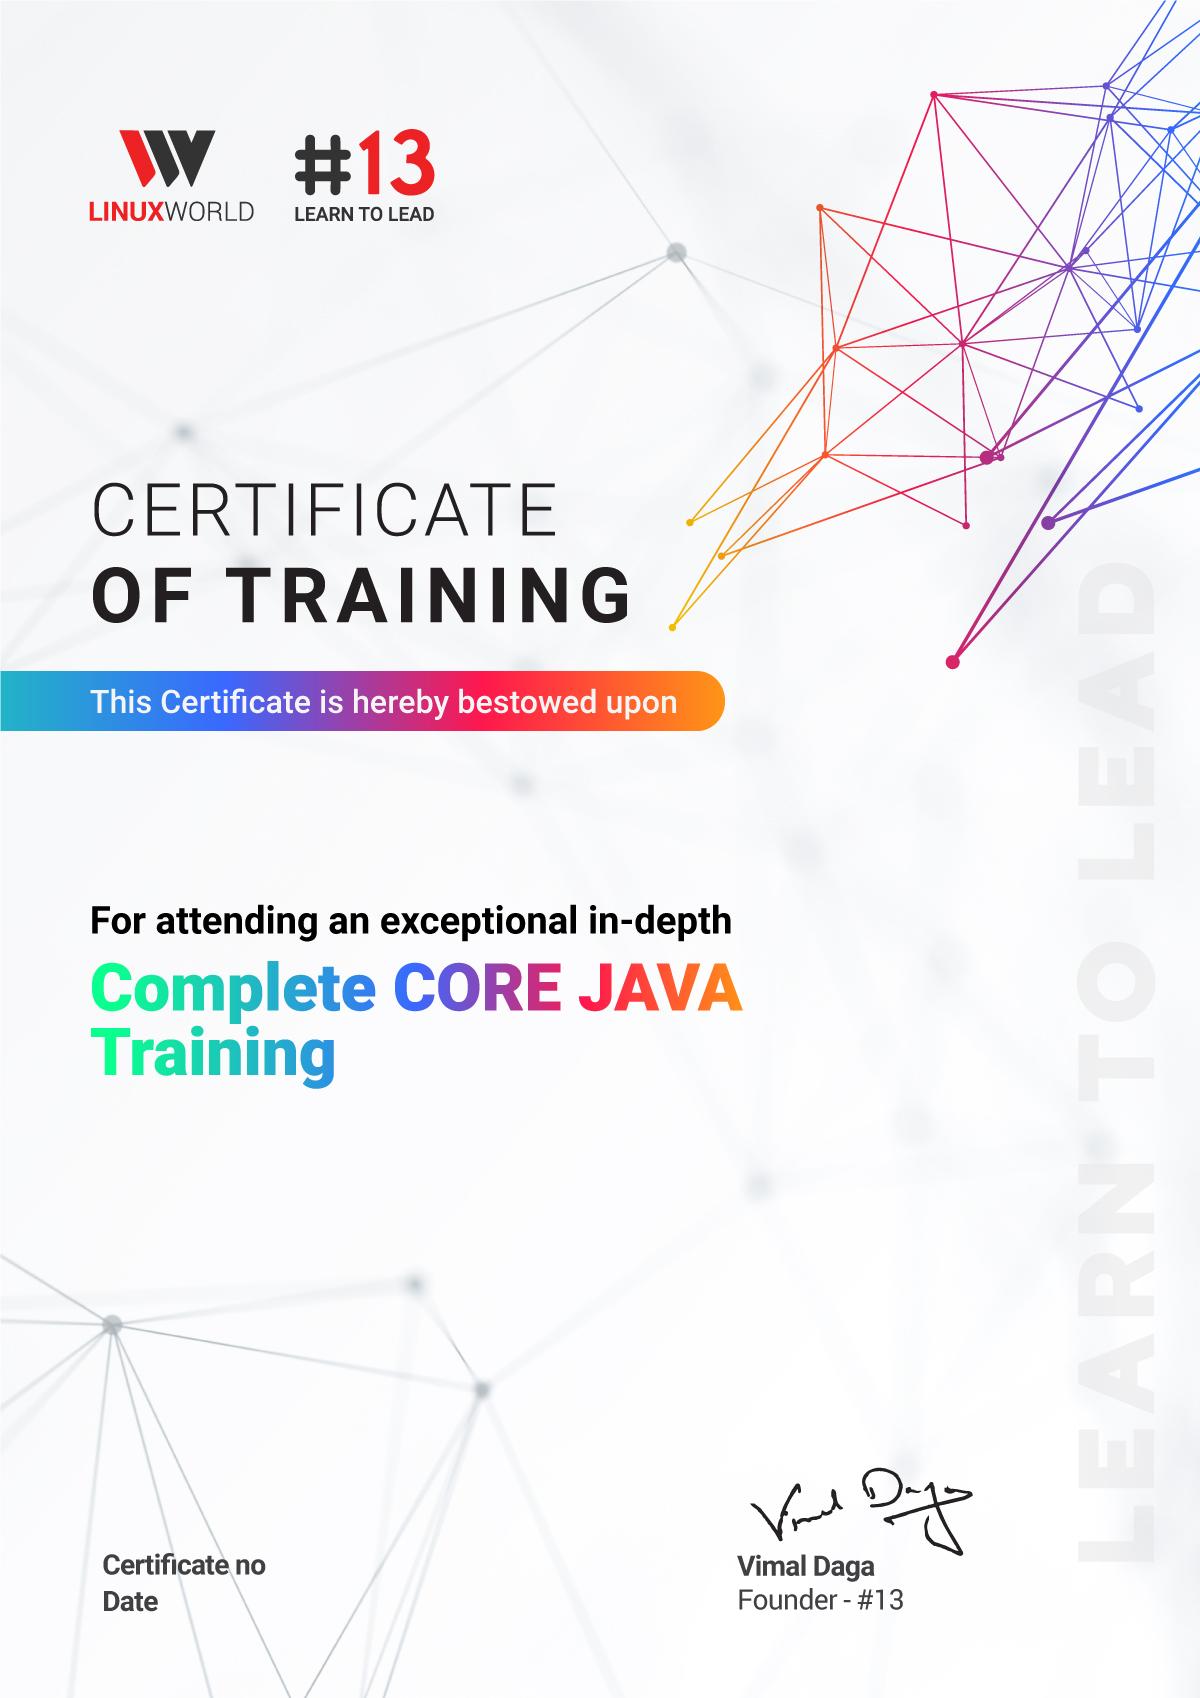 LINUXWORLD
#13
LEARN TO LEAD
CERTIFICATE
OF TRAINING
This Certificate is hereby bestowed upon
For attending an exceptional in-depth
Complete CORE JAVA
Training
LEARN TO LEAD
Vimal Daga
Certificate no
Date
Vimal Daga
Founder - #13